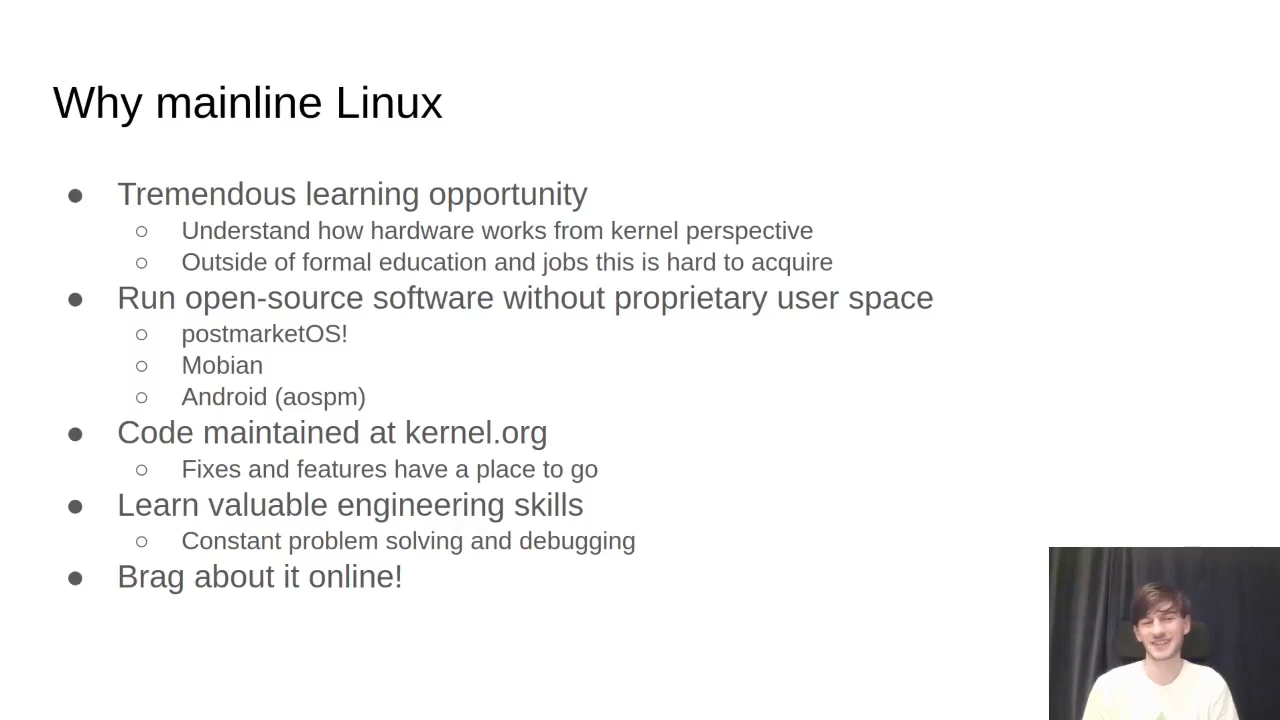 Why mainline Linux
● Tremendous learning opportunity
○ Understand how hardware works from kernel perspective
○ Outside of formal education and jobs this is hard to acquire
● Run open-source software without proprietary user space
○ postmarketOS!
○ Mobian
○ Android (aospm)
● Code maintained at kernel.org
○ Fixes and features have a place to go
● Learn valuable engineering skills
○ Constant problem solving and debugging
● Brag about it online!